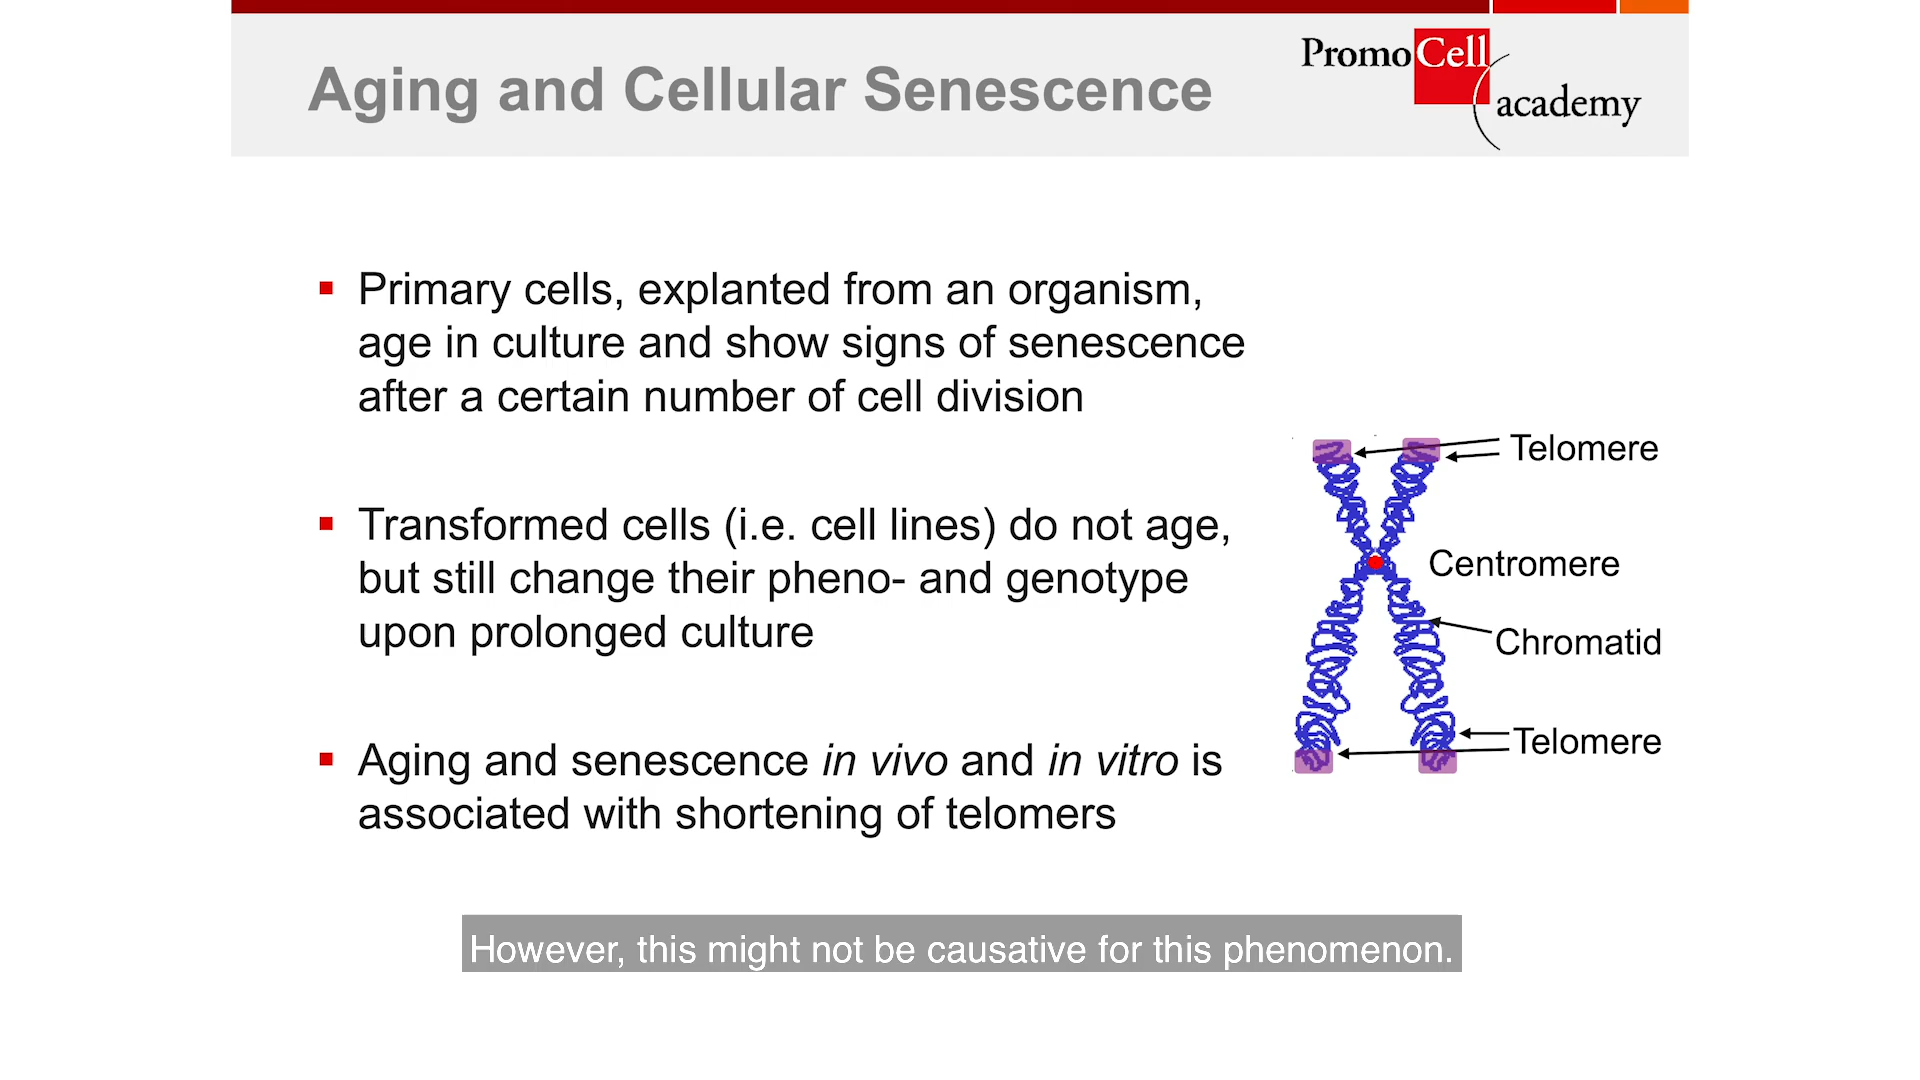 Aging and Cellular Senescence
PromoCell
academy
▪ Primary cells, explanted from an organism,
age in culture and show signs of senescence
after a certain number of cell division
▪ Transformed cells (i.e. cell lines) do not age,
but still change their pheno- and genotype
upon prolonged culture
▪ Aging and senescence in vivo and in vitro is
associated with shortening of telomers
Telomere
Centromere
Chromatid
Telomere
However, this might not be causative for this phenomenon.